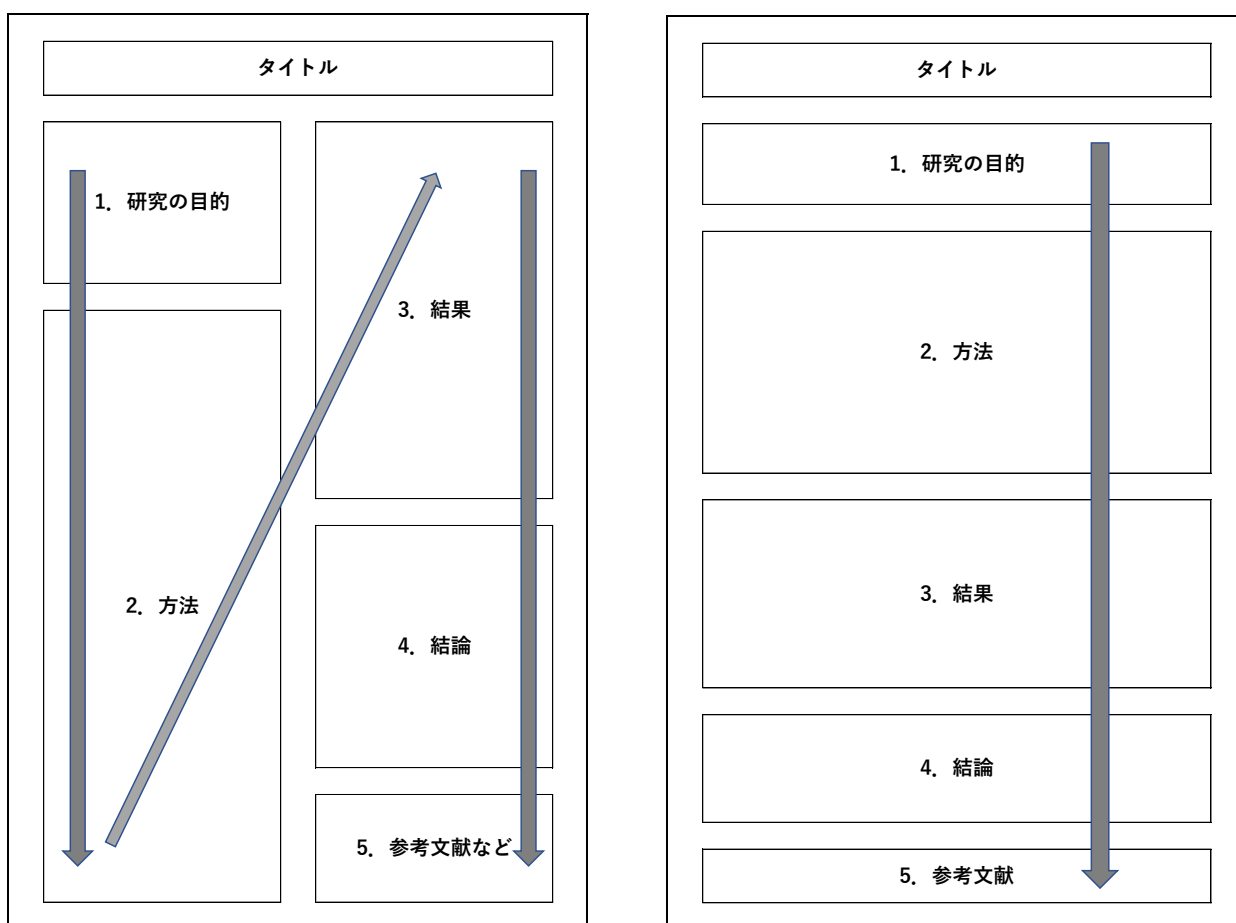 タイトル
1．研究の目的
2．方法
3．結果
4．結論
5．参考文献など
タイトル
1．研究の目的
2．方法
3．結果
4．結論
5．参考文献